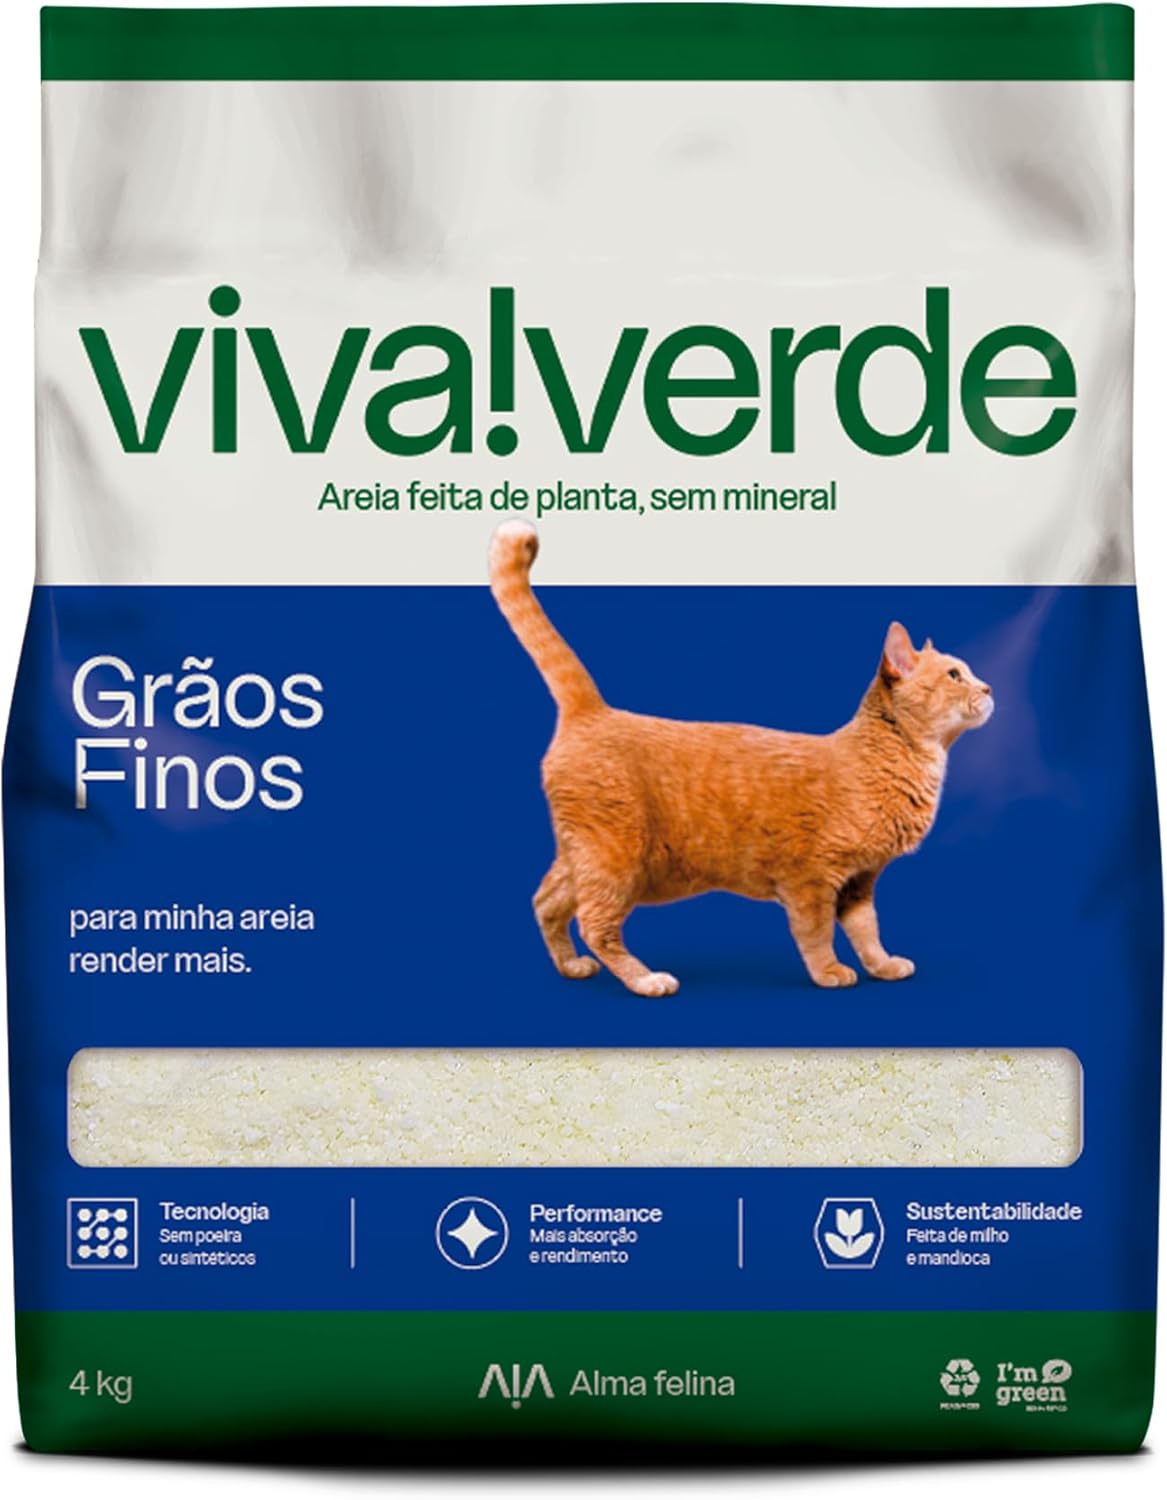 viva!verde
Areia feita de planta, sem mineral
Grãos
Finos
para minha areia
render mais.
Tecnologia
Sem poeira
ou sintéticos
Performance
Mais absorção
e rendimento
Sustentabilidade
Feita de milho
e mandioca
4 kg
Alma felina
I'm
green